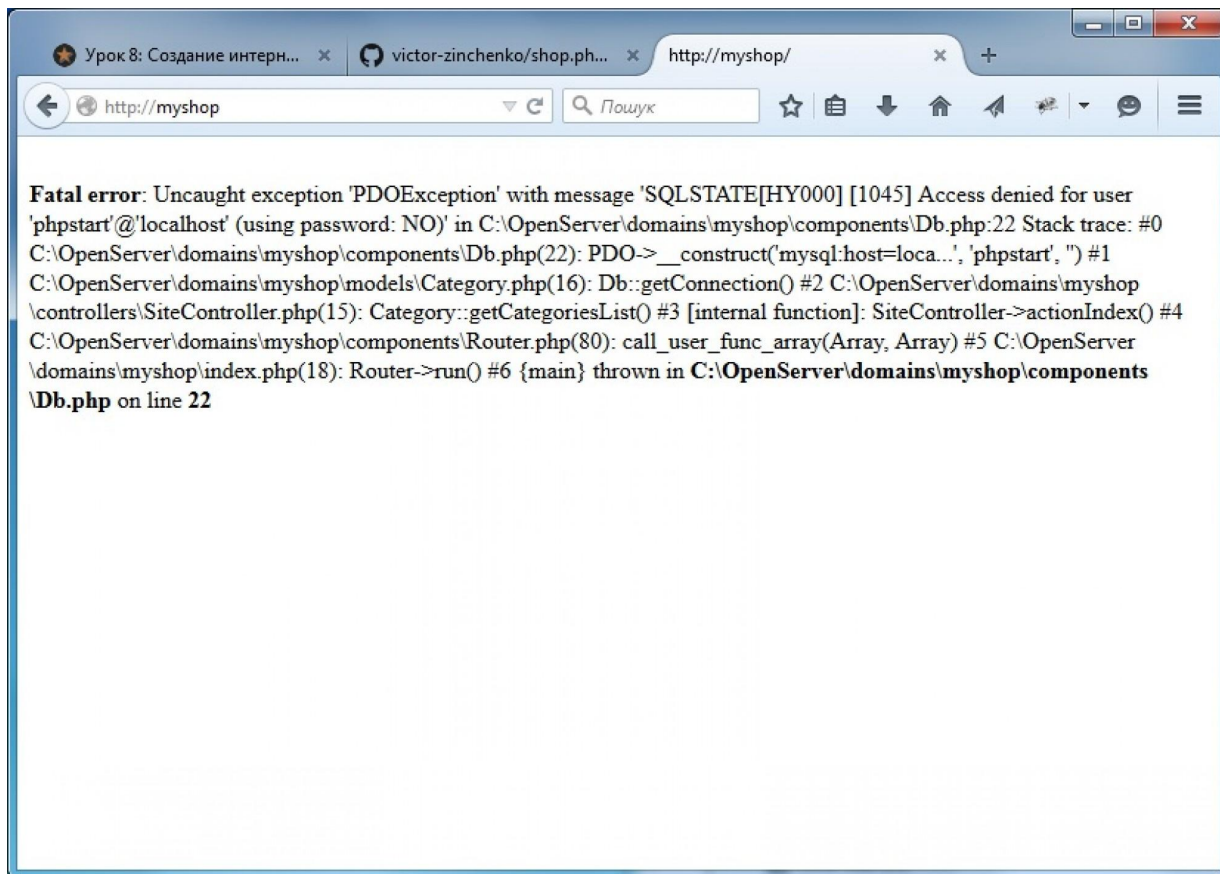 Урок 8: Создание интерн...
victor-zinchenko/shop.ph...
http://myshop/
http://myshop
Пошук
Fatal error: Uncaught exception 'PDOException' with message 'SQLSTATE[HY000] [1045] Access denied for user
'phpstart'@'localhost' (using password: NO)' in C:\OpenServer\domains\myshop\components\Db.php:22 Stack trace: #0
C:\OpenServer\domains\myshop\components\Db.php(22): PDO->__construct('mysql:host=loca...', 'phpstart', '') #1
C:\OpenServer\domains\myshop\models\Category.php(16): Db::getConnection() #2 C:\OpenServer\domains\myshop
\controllers\SiteController.php(15): Category::getCategoriesList() #3 [internal function]: SiteController->actionIndex() #4
C:\OpenServer\domains\myshop\components\Router.php(80): call_user_func_array(Array, Array) #5 C:\OpenServer
\domains\myshop\index.php(18): Router->run() #6 {main} thrown in C:\OpenServer\domains\myshop\components
\Db.php on line 22